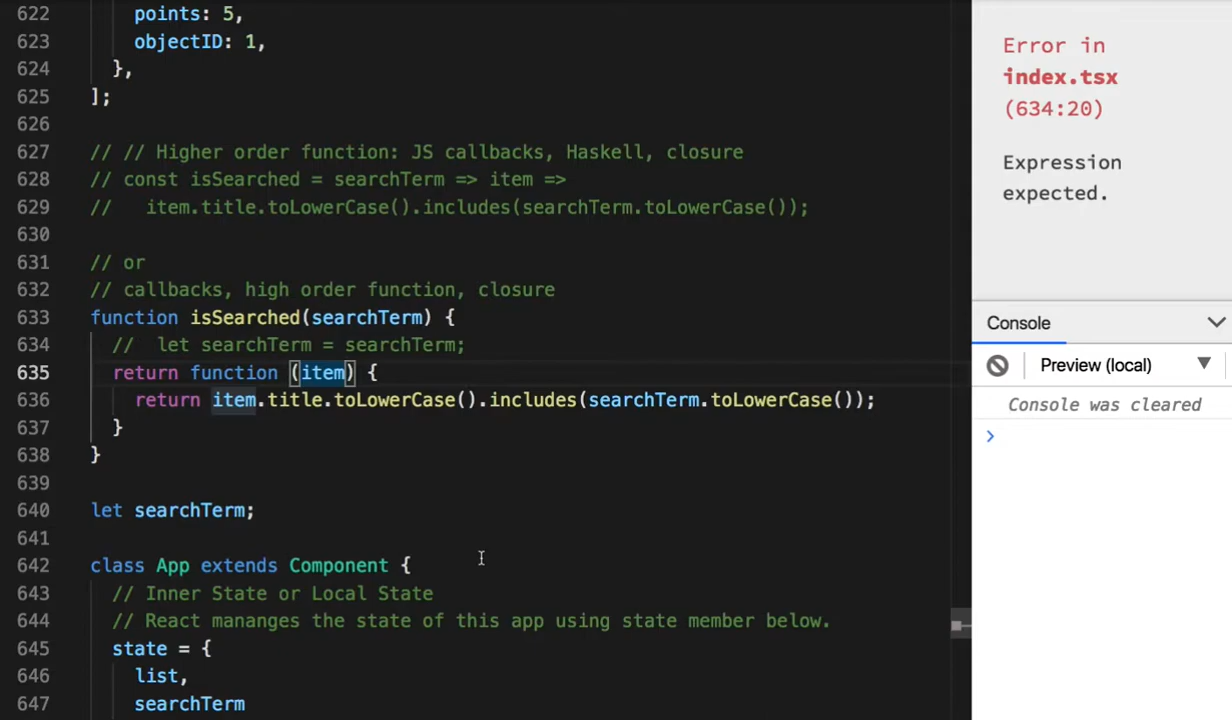 622 points: 5,
623 objectID: 1,
624 },
625 ];
626
627 // // Higher order function: JS callbacks, Haskell, closure
628 // const isSearched = searchTerm => item =>
629 //   item.title.toLowerCase().includes(searchTerm.toLowerCase());
630
631 // or
632 // callbacks, high order function, closure
633 function isSearched(searchTerm) {
634 //  let searchTerm = searchTerm;
635 return function (item) {
636 return item.title.toLowerCase().includes(searchTerm.toLowerCase());
637 }
638 }
639
640 let searchTerm;
641
642 class App extends Component {
643 // Inner State or Local State
644 // React mananges the state of this app using state member below.
645 state = {
646 list,
647 searchTerm
Error in
index.tsx
(634:20)
Expression
expected.
Console
Preview (local)
Console was cleared